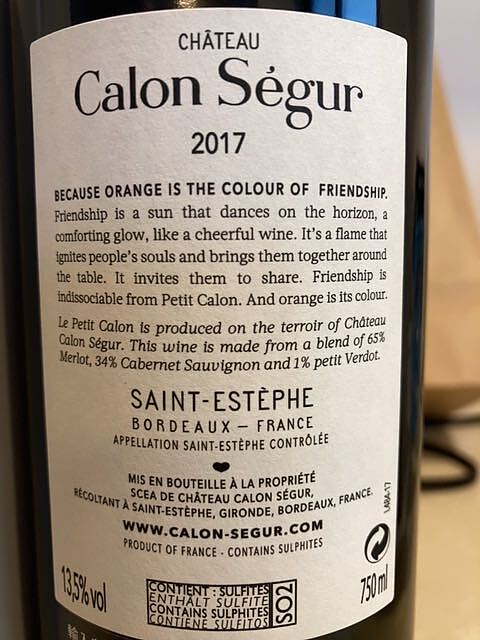 CHÂTEAU
Calon Ségur
2017
BECAUSE ORANGE IS THE COLOUR OF FRIENDSHIP.
Friendship is a sun that dances on the horizon, a
comforting glow, like a cheerful wine. It's a flame that
ignites people's souls and brings them together around
the table. It invites them to share. Friendship is
indissociable from Petit Calon. And orange is its colour.
Le Petit Calon is produced on the terroir of Château
Calon Ségur. This wine is made from a blend of 65%
Merlot, 34% Cabernet Sauvignon and 1% petit Verdot.
SAINT-ESTÈPHE
BORDEAUX – FRANCE
APPELLATION SAINT-ESTÈPHE CONTRÔLÉE
MIS EN BOUTEILLE À LA PROPRIÉTÉ
SCEA DE CHÂTEAU CALON SÉGUR,
RÉCOLTANT À SAINT-ESTÈPHE, GIRONDE, BORDEAUX, FRANCE.
L484-17
WWW.CALON-SEGUR.COM
PRODUCT OF FRANCE - CONTAINS SULPHITES
13,5% vol
CONTIENT : SULFITES
ENTHÄLT SULFITE
CONTAINS SULPHITES
CONTIENE SULFITOS
SO2
750 ml